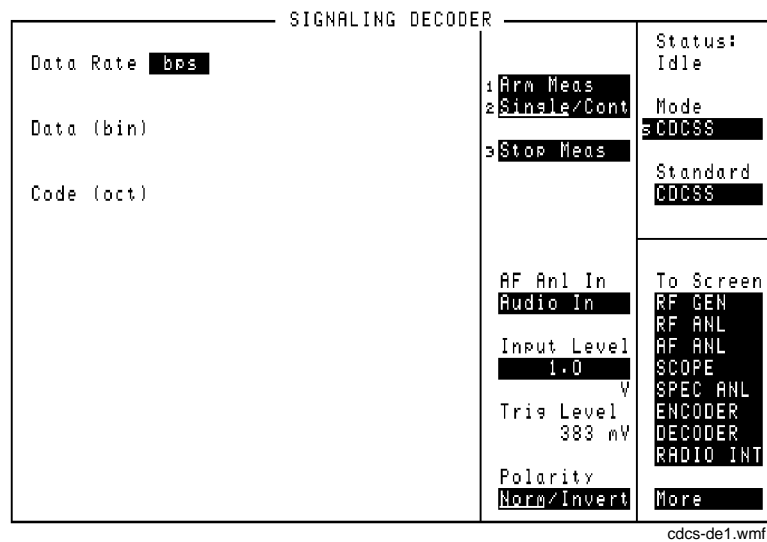 SIGNALING DECODER
Data Rate bps
Data (bin)
Code (oct)
1 Arm Meas
2 Single/Cont
3 Stop Meas
AF Anl In
Audio In
Input Level
1.0
V
Trig Level
383 mV
Polarity
Norm/Invert
Status:
Idle
Mode
5 CDCSS
Standard
CDCSS
To Screen
RF GEN
RF ANL
AF ANL
SCOPE
SPEC ANL
ENCODER
DECODER
RADIO INT
More
cdcs-de1.wmf